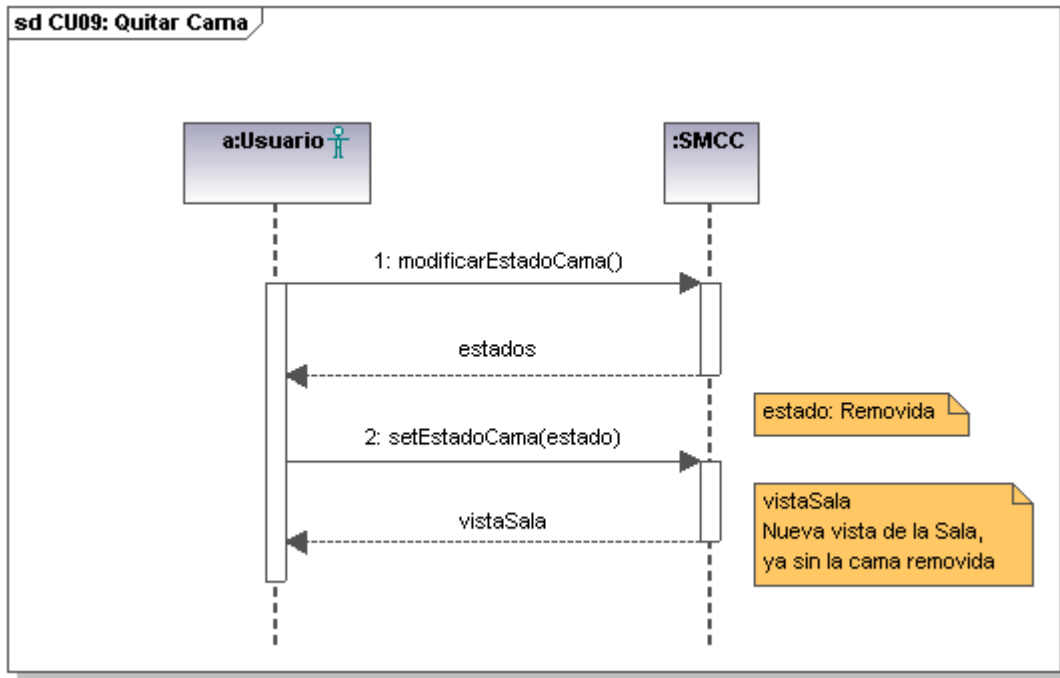 sd CU09: Quitar Cama
a:Usuario
:SMCC
1: modificarEstadoCama()
estados
estado: Removida
2: setEstadoCama(estado)
vistaSala
vistaSala
Nueva vista de la Sala,
ya sin la cama removida